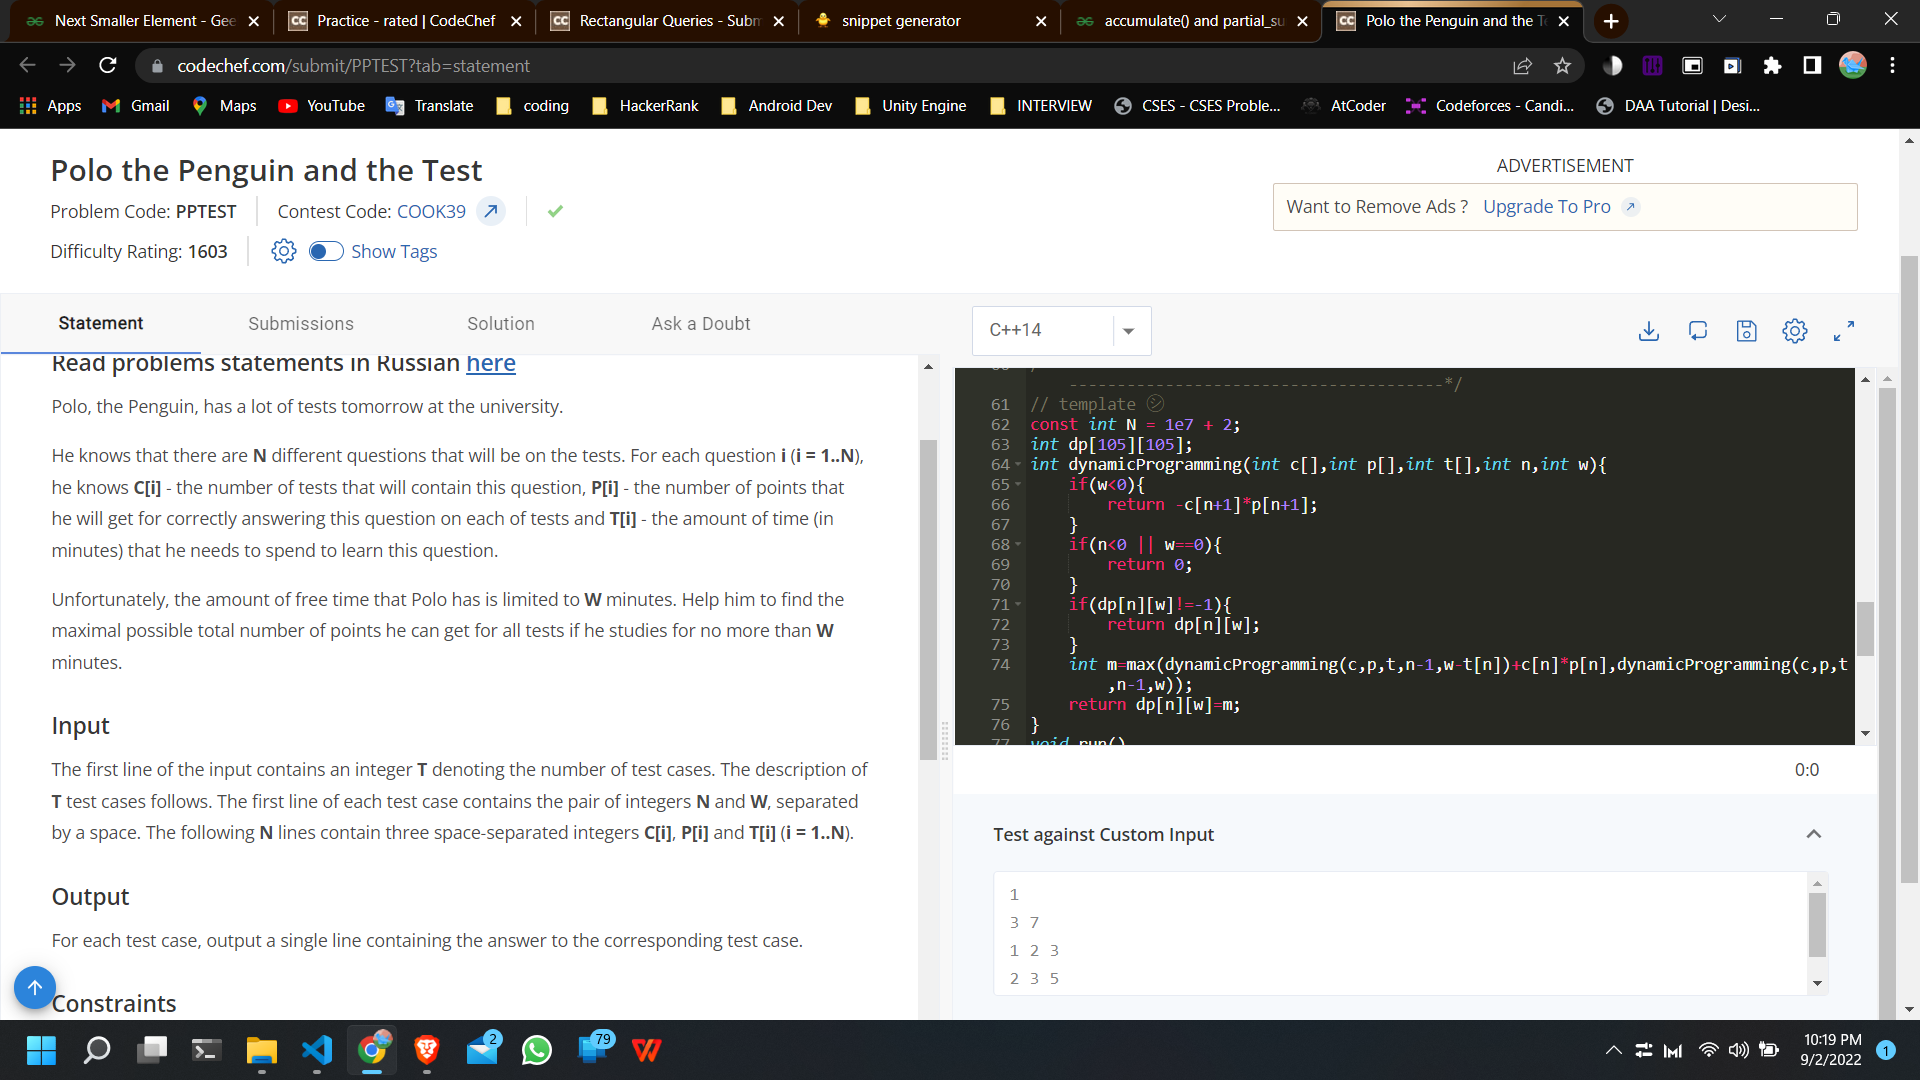 Next Smaller Element - Gee
Practice - rated | CodeChef
Rectangular Queries - Subm
snippet generator
accumulate() and partial_su
Polo the Penguin and the Te
codechef.com/submit/PPTEST?tab=statement
Apps
Gmail
Maps
YouTube
Translate
coding
HackerRank
Android Dev
Unity Engine
INTERVIEW
CSES - CSES Proble...
AtCoder
Codeforces - Candi...
DAA Tutorial | Desi...
Polo the Penguin and the Test
Problem Code: PPTEST
Contest Code: COOK39
Difficulty Rating: 1603
Show Tags
ADVERTISEMENT
Want to Remove Ads ? Upgrade To Pro
Statement
Submissions
Solution
Ask a Doubt
Read problems statements in Russian here
Polo, the Penguin, has a lot of tests tomorrow at the university.
He knows that there are N different questions that will be on the tests. For each question i (i = 1..N),
he knows C[i] - the number of tests that will contain this question, P[i] - the number of points that
he will get for correctly answering this question on each of tests and T[i] - the amount of time (in
minutes) that he needs to spend to learn this question.
Unfortunately, the amount of free time that Polo has is limited to W minutes. Help him to find the
maximal possible total number of points he can get for all tests if he studies for no more than W
minutes.
Input
The first line of the input contains an integer T denoting the number of test cases. The description of
T test cases follows. The first line of each test case contains the pair of integers N and W, separated
by a space. The following N lines contain three space-separated integers C[i], P[i] and T[i] (i = 1..N).
Output
For each test case, output a single line containing the answer to the corresponding test case.
Constraints
C++14
---------------------------------------*/
61 // template
62 const int N = 1e7 + 2;
63 int dp[105][105];
64 int dynamicProgramming(int c[],int p[],int t[],int n,int w){
65 if(w<0){
66 return -c[n+1]*p[n+1];
67 }
68 if(n<0 || w==0){
69 return 0;
70 }
71 if(dp[n][w]!=-1){
72 return dp[n][w];
73 }
74 int m=max(dynamicProgramming(c,p,t,n-1,w-t[n])+c[n]*p[n],dynamicProgramming(c,p,t
,n-1,w));
75 return dp[n][w]=m;
76 }
77 void run()
0:0
Test against Custom Input
1
3 7
1 2 3
2 3 5
2
79
10:19 PM
9/2/2022
1